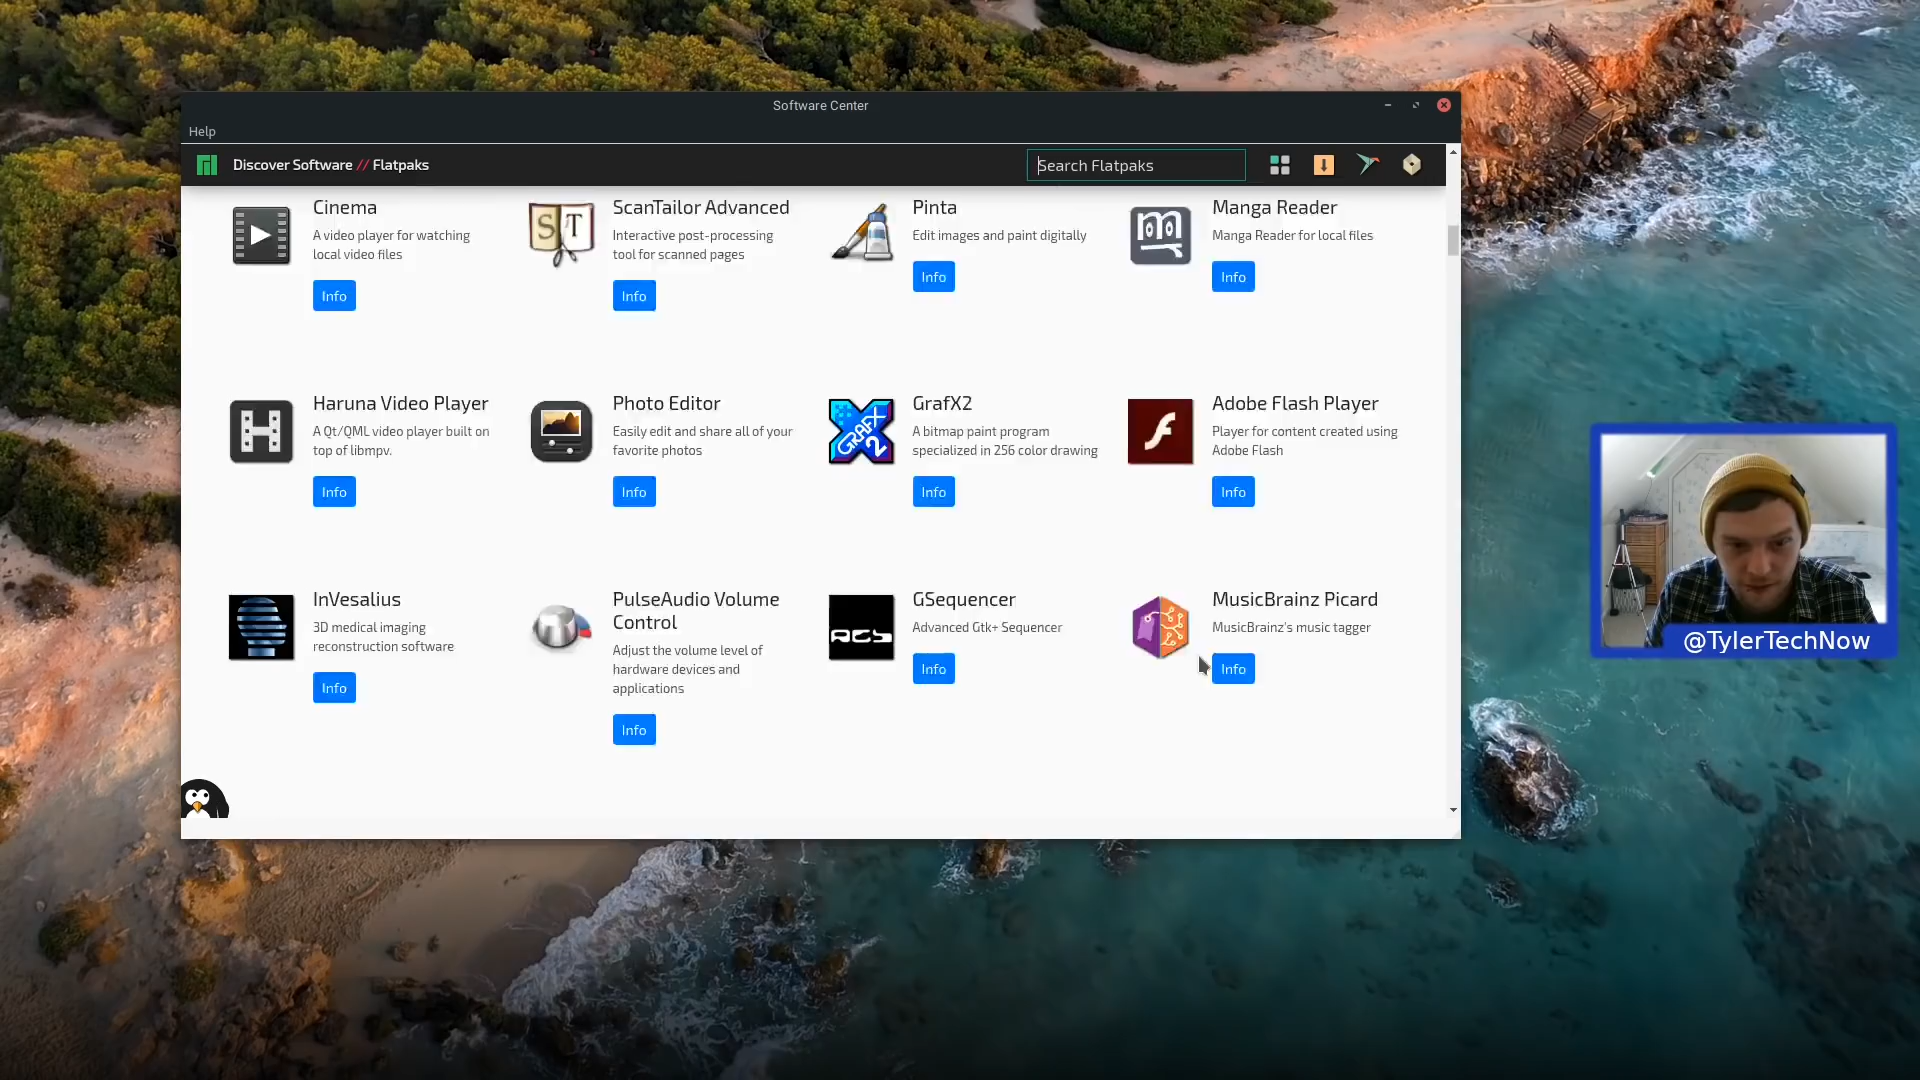 Software Center
Help
Discover Software // Flatpaks
Search Flatpaks
Cinema
A video player for watching
local video files
Info
ScanTailor Advanced
Interactive post-processing
tool for scanned pages
Info
Pinta
Edit images and paint digitally
Info
Manga Reader
Manga Reader for local files
Info
Haruna Video Player
A Qt/QML video player built on
top of libmpv.
Info
Photo Editor
Easily edit and share all of your
favorite photos
Info
GrafX2
A bitmap paint program
specialized in 256 color drawing
Info
Adobe Flash Player
Player for content created using
Adobe Flash
Info
InVesalius
3D medical imaging
reconstruction software
Info
PulseAudio Volume
Control
Adjust the volume level of
hardware devices and
applications
Info
GSequencer
Advanced Gtk+ Sequencer
Info
MusicBrainz Picard
MusicBrainz's music tagger
Info
S T
m
H
GRAFX
2
AGS
@TylerTechNow